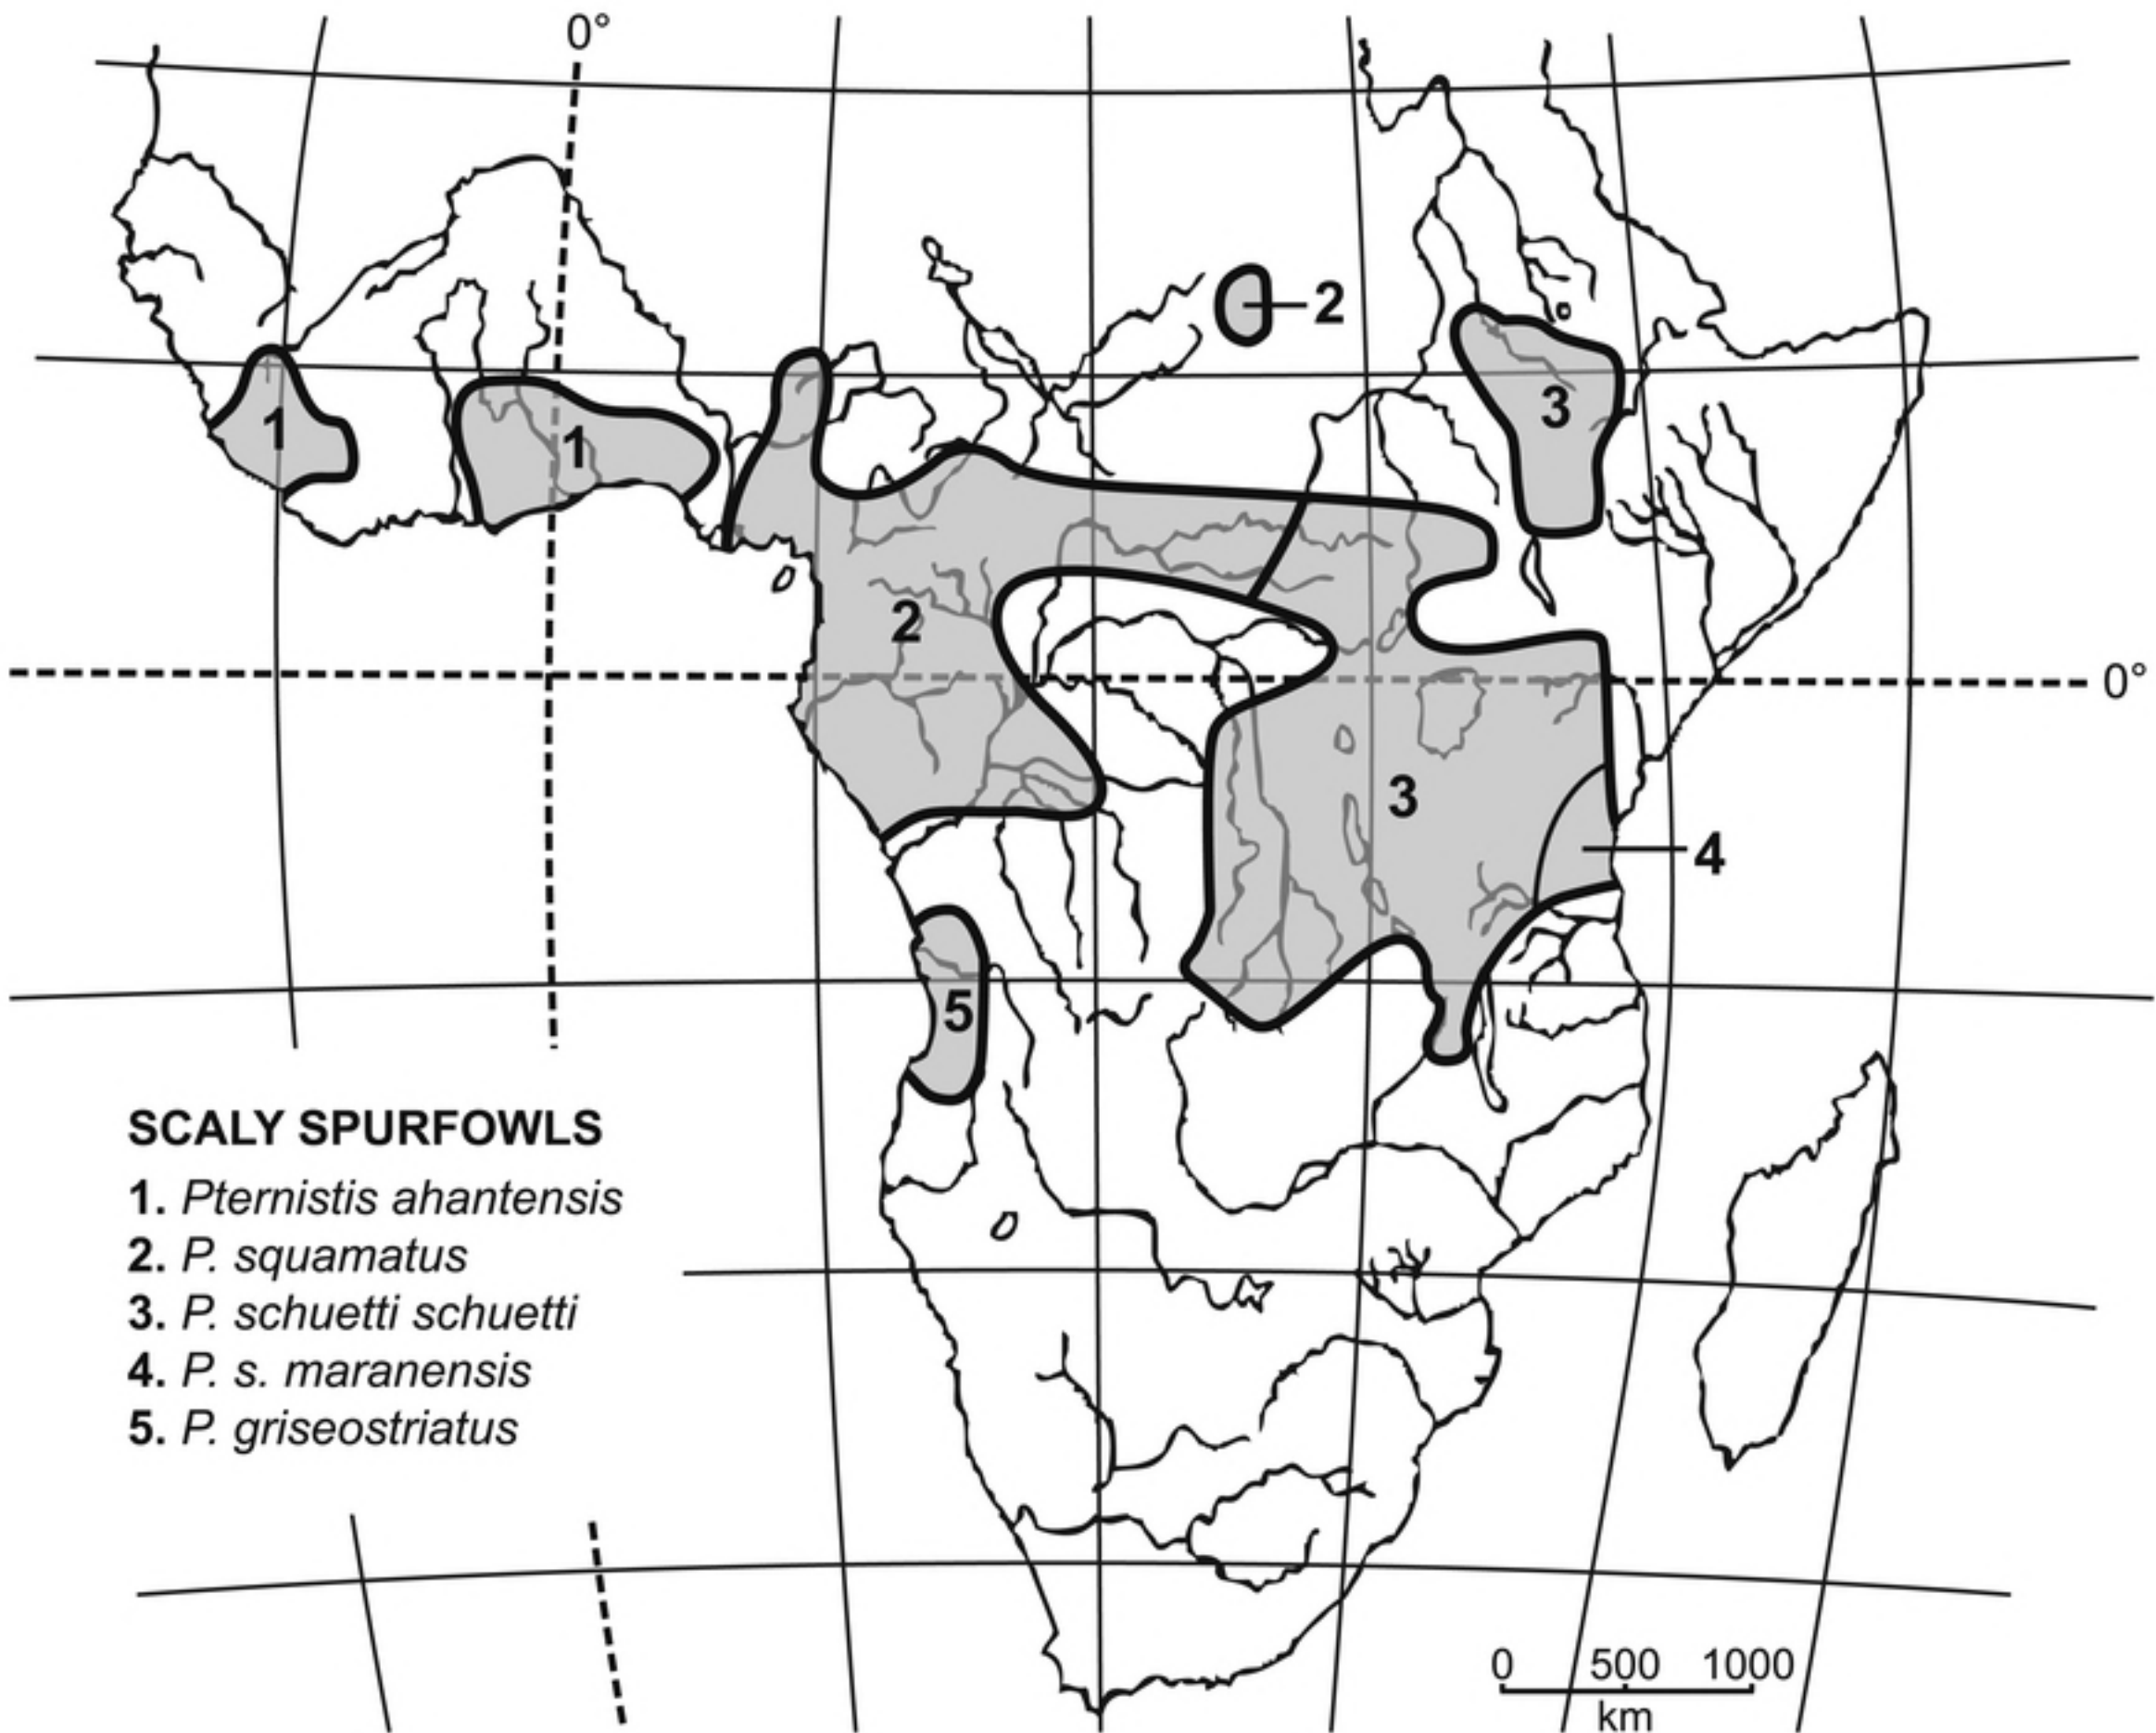 0°
2
3
1
1
2
0°
3
4
5
SCALY SPURFOWLS
1. Pternistis ahantensis
2. P. squamatus
3. P. schuetti schuetti
4. P. s. maranensis
5. P. griseostriatus
0 500 1000
km